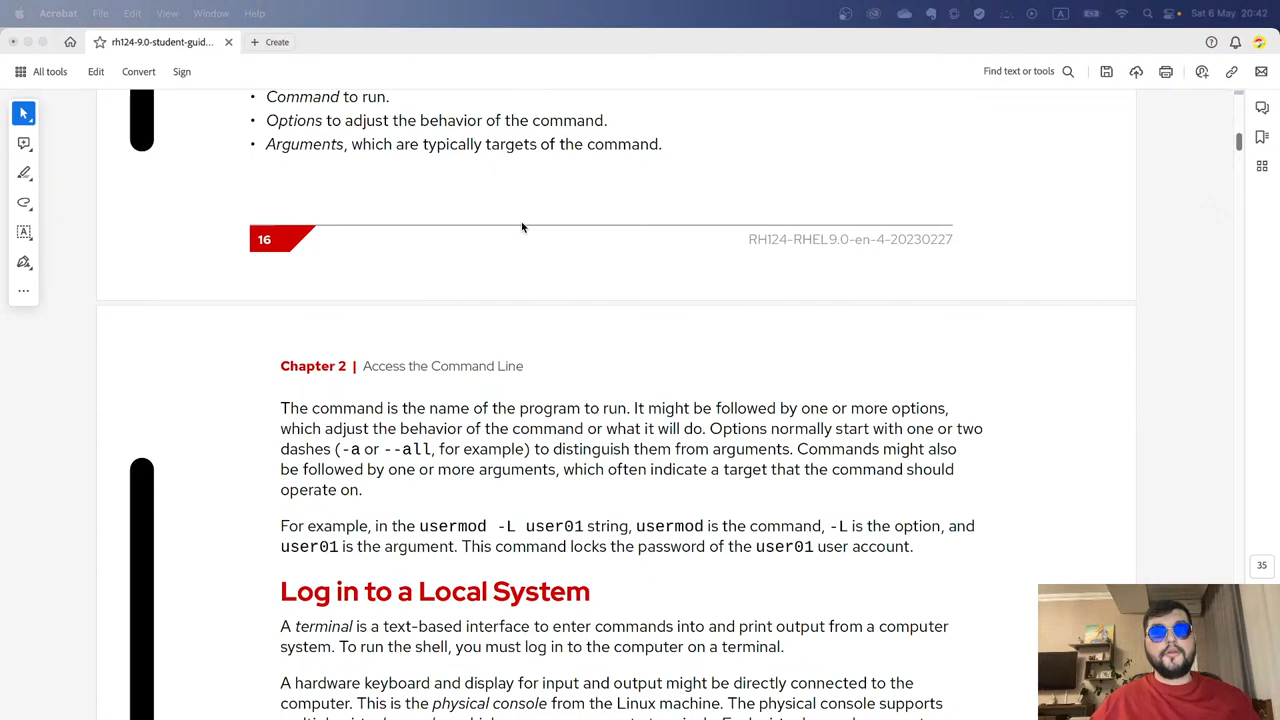 Acrobat File Edit View Window Help A Sat 6 May 20:42
rh124-9.0-student-guid... Create
All tools Edit Convert Sign Find text or tools
• Command to run.
• Options to adjust the behavior of the command.
• Arguments, which are typically targets of the command.
16 RH124-RHEL9.0-en-4-20230227
Chapter 2 | Access the Command Line
The command is the name of the program to run. It might be followed by one or more options,
which adjust the behavior of the command or what it will do. Options normally start with one or two
dashes (-a or --all, for example) to distinguish them from arguments. Commands might also
be followed by one or more arguments, which often indicate a target that the command should
operate on.
For example, in the usermod -L user01 string, usermod is the command, -L is the option, and
user01 is the argument. This command locks the password of the user01 user account.
Log in to a Local System
A terminal is a text-based interface to enter commands into and print output from a computer
system. To run the shell, you must log in to the computer on a terminal.
35
A hardware keyboard and display for input and output might be directly connected to the
computer. This is the physical console from the Linux machine. The physical console supports